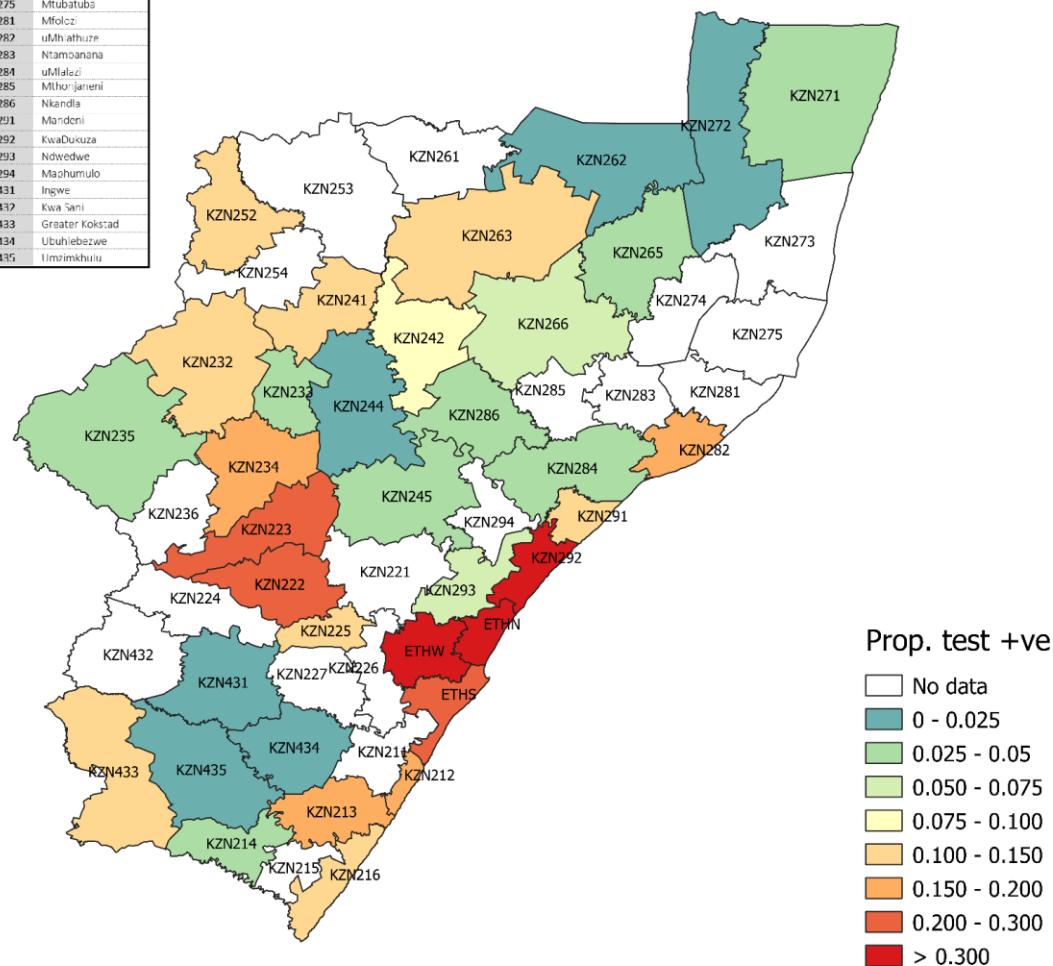 275 Mtubatuba
281 Mfolozi
282 uMhlathuze
283 Ntambanana
284 uMlalazi
285 Mthonjaneni
286 Nkandla
291 Mandeni
292 KwaDukuza
293 Ndwedwe
294 Maphumulo
431 Ingwe
432 Kwa Sani
433 Greater Kokstad
434 Ubuhlebezwe
435 Umzimkhulu
KZN271
KZN272
KZN261
KZN262
KZN253
KZN252
KZN263
KZN273
KZN265
KZN254
KZN241
KZN274
KZN266
KZN275
KZN242
KZN232
KZN285
KZN281
KZN233
KZN283
KZN244
KZN286
KZN235
KZN282
KZN234
KZN284
KZN245
KZN236
KZN291
KZN294
KZN223
KZN292
KZN221
KZN222
KZN293
KZN224
ETHN
KZN225
ETHW
KZN432
KZN227
KZN226
KZN431
ETHS
KZN434
KZN211
KZN435
KZN433
KZN212
KZN213
KZN214
KZN215
KZN216
Prop. test +ve
No data
0 - 0.025
0.025 - 0.05
0.050 - 0.075
0.075 - 0.100
0.100 - 0.150
0.150 - 0.200
0.200 - 0.300
> 0.300